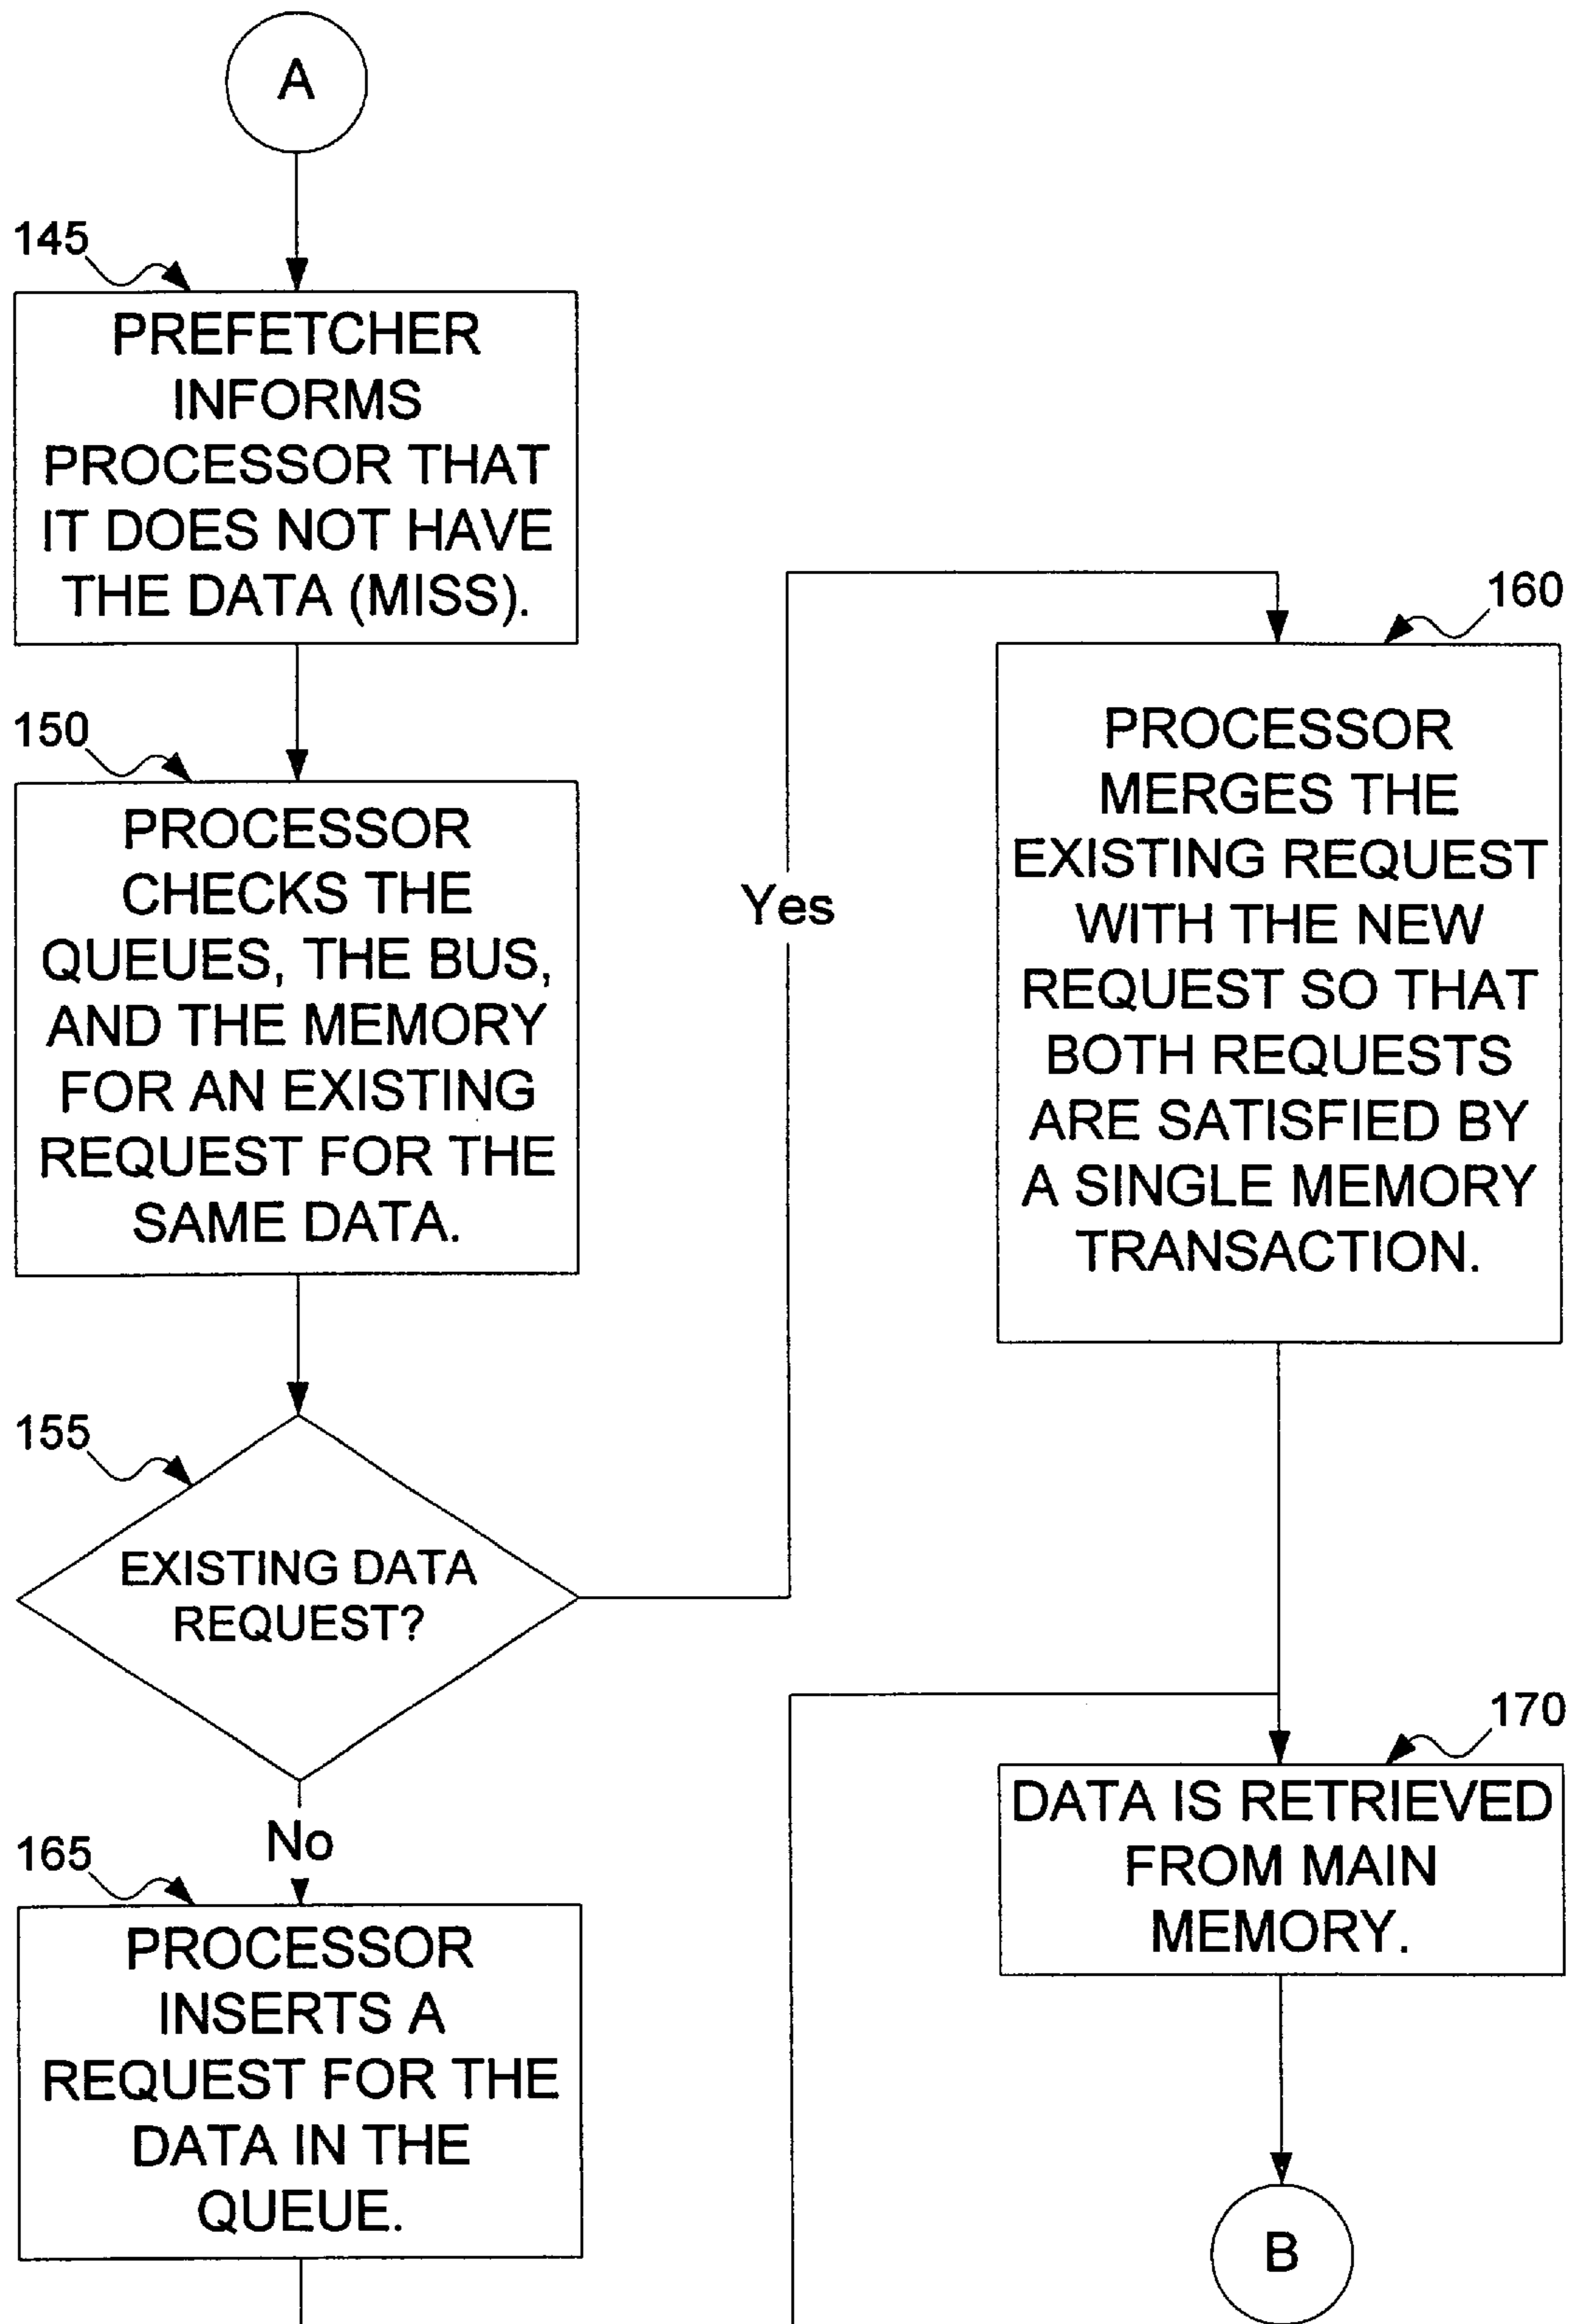 A
145
PREFETCHER
INFORMS
PROCESSOR THAT
IT DOES NOT HAVE
THE DATA (MISS).
150
PROCESSOR
CHECKS THE
QUEUES, THE BUS,
AND THE MEMORY
FOR AN EXISTING
REQUEST FOR THE
SAME DATA.
155
EXISTING DATA
REQUEST?
Yes
No
160
PROCESSOR
MERGES THE
EXISTING REQUEST
WITH THE NEW
REQUEST SO THAT
BOTH REQUESTS
ARE SATISFIED BY
A SINGLE MEMORY
TRANSACTION.
165
PROCESSOR
INSERTS A
REQUEST FOR THE
DATA IN THE
QUEUE.
170
DATA IS RETRIEVED
FROM MAIN
MEMORY.
B